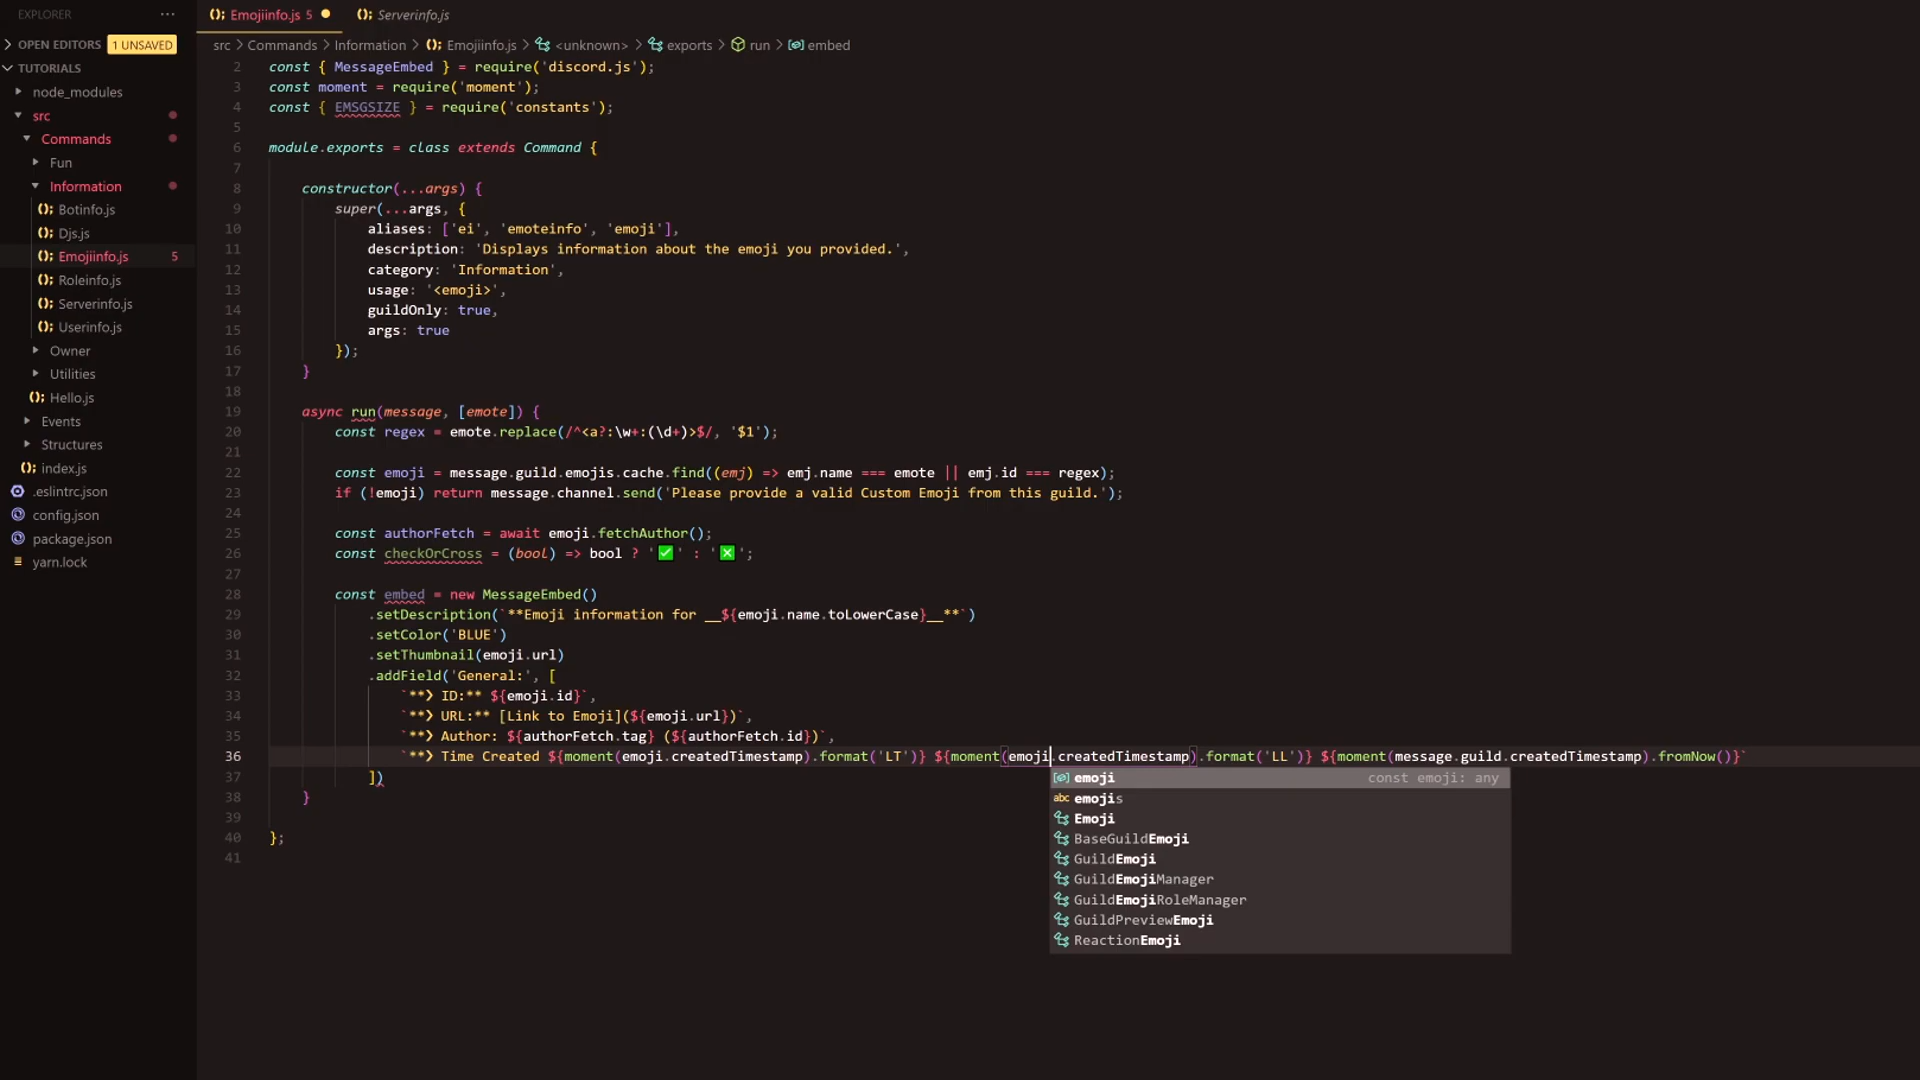 EXPLORER
OPEN EDITORS 1 UNSAVED
TUTORIALS
node_modules
src
Commands
Fun
Information
Botinfo.js
Djs.js
Emojiinfo.js 5
Roleinfo.js
Serverinfo.js
Userinfo.js
Owner
Utilities
Hello.js
Events
Structures
index.js
.eslintrc.json
config.json
package.json
yarn.lock
Emojiinfo.js 5 Serverinfo.js
src > Commands > Information > Emojiinfo.js > <unknown> > exports > run > embed
2 const { MessageEmbed } = require('discord.js');
3 const moment = require('moment');
4 const { EMSGSIZE } = require('constants');
5
6 module.exports = class extends Command {
7
8 constructor(...args) {
9 super(...args, {
10 aliases: ['ei', 'emoteinfo', 'emoji'],
11 description: 'Displays information about the emoji you provided.',
12 category: 'Information',
13 usage: '<emoji>',
14 guildOnly: true,
15 args: true
16 });
17 }
18
19 async run(message, [emote]) {
20 const regex = emote.replace(/^<a?:\w+:(\d+)>$/, '$1');
21
22 const emoji = message.guild.emojis.cache.find((emj) => emj.name === emote || emj.id === regex);
23 if (!emoji) return message.channel.send('Please provide a valid Custom Emoji from this guild.');
24
25 const authorFetch = await emoji.fetchAuthor();
26 const checkOrCross = (bool) => bool ? '✅' : '❎';
27
28 const embed = new MessageEmbed()
29 .setDescription(`**Emoji information for __${emoji.name.toLowerCase}__**`)
30 .setColor('BLUE')
31 .setThumbnail(emoji.url)
32 .addField('General:', [
33 `**❯ ID:** ${emoji.id}`,
34 `**❯ URL:** [Link to Emoji](${emoji.url})`,
35 `**❯ Author: ${authorFetch.tag} (${authorFetch.id})`,
36 `**❯ Time Created ${moment(emoji.createdTimestamp).format('LT')} ${moment(emoji.createdTimestamp).format('LL')} ${moment(message.guild.createdTimestamp).fromNow()}`
37 ])
38 }
39
40 };
41
emoji const emoji: any
abc emojis
Emoji
BaseGuildEmoji
GuildEmoji
GuildEmojiManager
GuildEmojiRoleManager
GuildPreviewEmoji
ReactionEmoji